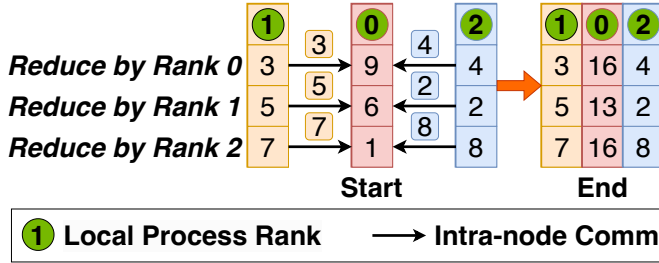 1 0 2 1 0 2
3 4
Reduce by Rank 0 3 9 4 3 16 4
5 2
Reduce by Rank 1 5 6 2 5 13 2
7 8
Reduce by Rank 2 7 1 8 7 16 8
Start End
1 Local Process Rank Intra-node Comm